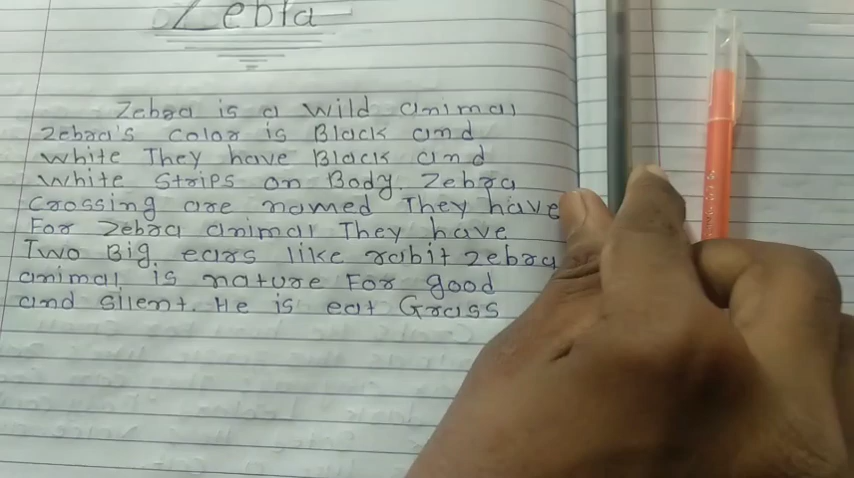 Zebra
Zebra is a wild animal
Zebra's color is Black and
white They have Black and
white Strips on Body. Zebra
Crossing are named They have
For Zebra animal They have
Two Big ears like rabit zebra
animal is nature For good
and silent. He is eat Grass